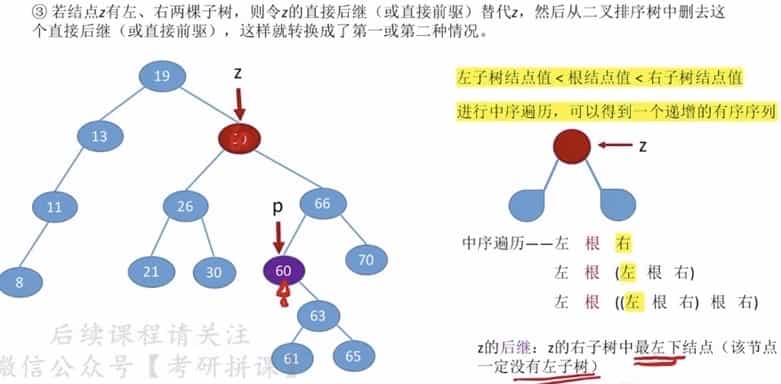 ③ 若结点z有左、右两棵子树，则令z的直接后继（或直接前驱）替代z，然后从二叉排序树中删去这
个直接后继（或直接前驱），这样就转换成了第一或第二种情况。
左子树结点值 < 根结点值 < 右子树结点值
进行中序遍历，可以得到一个递增的有序序列
19
z
13
z
11
26
p
66
21
30
60
70
8
63
61
65
中序遍历——左 根 右
左 根 (左 根 右)
左 根 ((左 根 右) 根 右)
z的后继：z的右子树中最左下结点（该节点
一定没有左子树）
后续课程请关注
微信公众号【考研拼课】